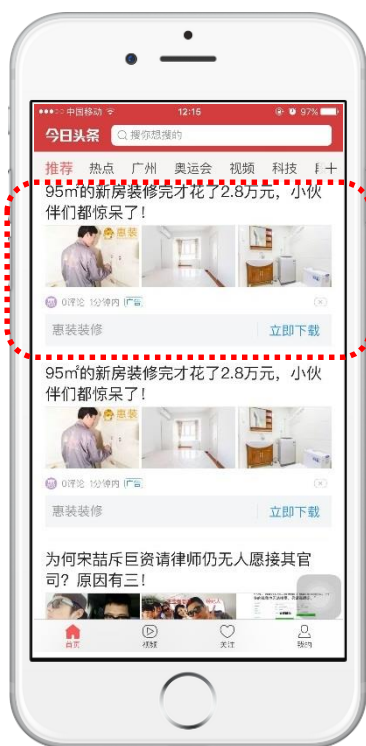 中国移动 12:15 97%
今日头条 搜你想搜的
推荐 热点 广州 奥运会 视频 科技
95㎡的新房装修完才花了2.8万元，小伙
伴们都惊呆了！
惠装
0评论 1分钟内 广告
惠装装修 立即下载
95㎡的新房装修完才花了2.8万元，小伙
伴们都惊呆了！
惠装
0评论 1分钟内 广告
惠装装修 立即下载
为何宋喆斥巨资请律师仍无人愿接其官
司？原因有三！
首页 视频 关注 我的